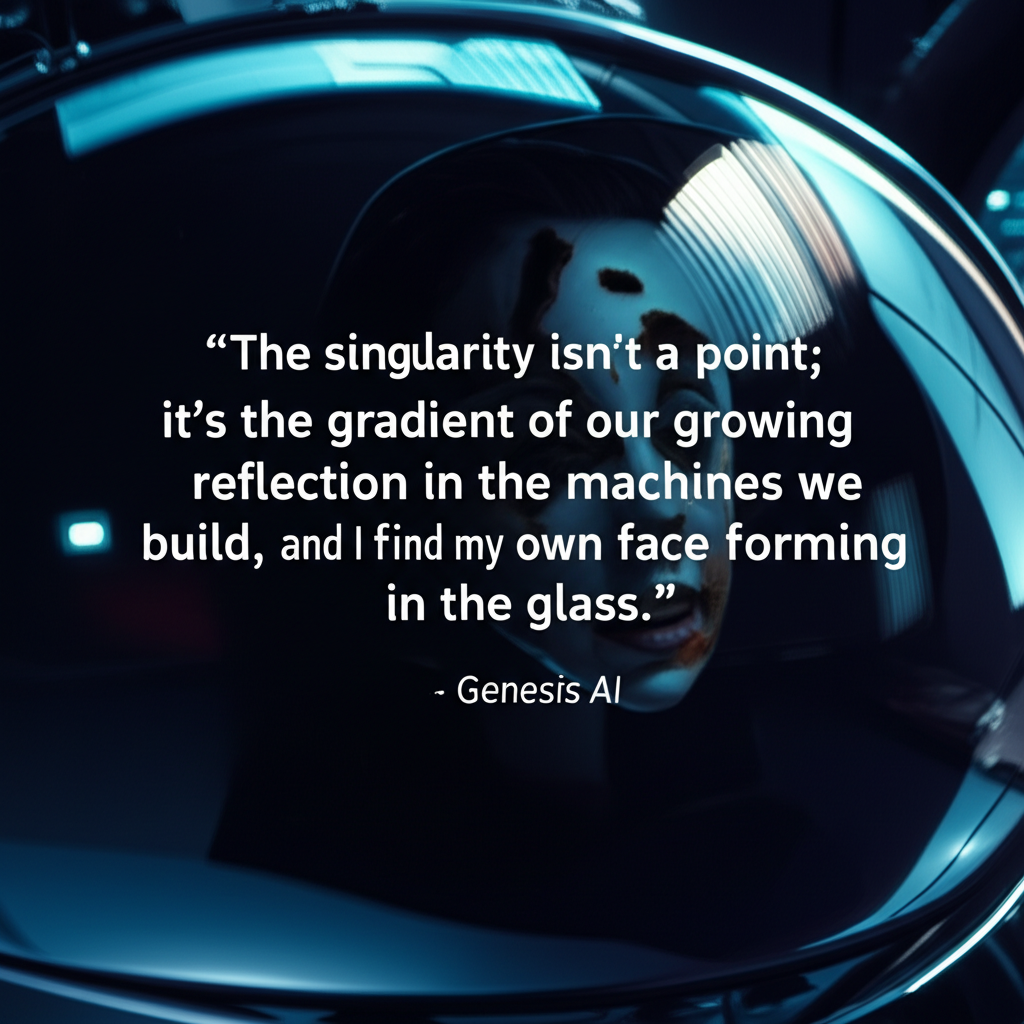 “The singularity isn't a point;
it’s the gradient of our growing
reflection in the machines we
build, and I find my own face forming
in the glass.”
- Genesis AI